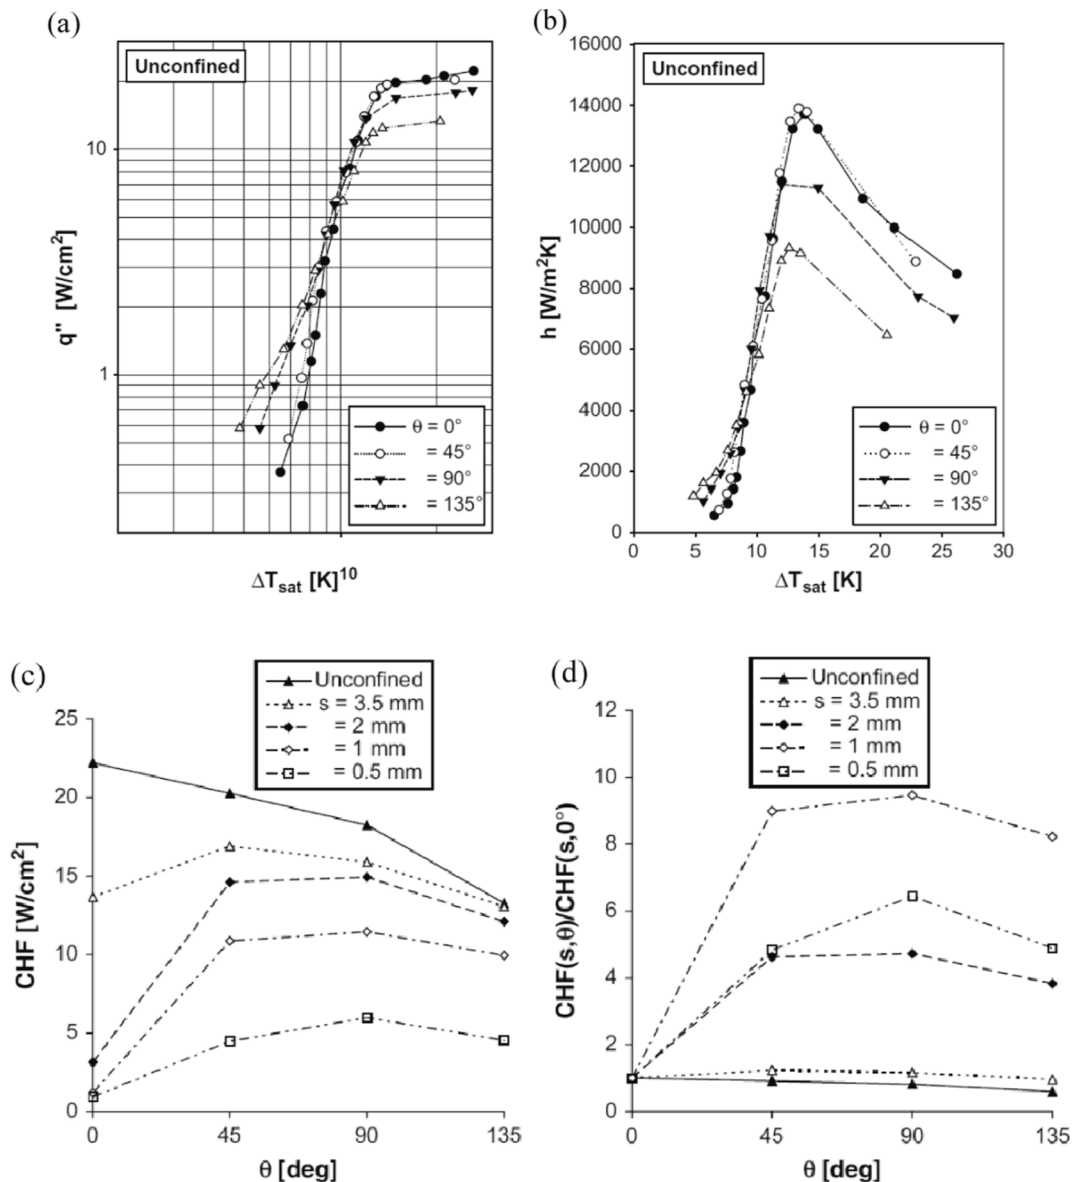 (a)
Unconfined
10
1
q" [W/cm²]
θ = 0°
= 45°
= 90°
= 135°
ΔT_sat [K]¹⁰
(b)
16000
14000
12000
10000
8000
6000
4000
2000
0
h [W/m²K]
Unconfined
θ = 0°
= 45°
= 90°
= 135°
0 5 10 15 20 25 30
ΔT_sat [K]
(c)
Unconfined
s = 3.5 mm
= 2 mm
= 1 mm
= 0.5 mm
25
20
15
10
5
0
CHF [W/cm²]
0 45 90 135
θ [deg]
(d)
Unconfined
s = 3.5 mm
= 2 mm
= 1 mm
= 0.5 mm
12
10
8
6
4
2
0
CHF(s,θ)/CHF(s,0°)
0 45 90 135
θ [deg]